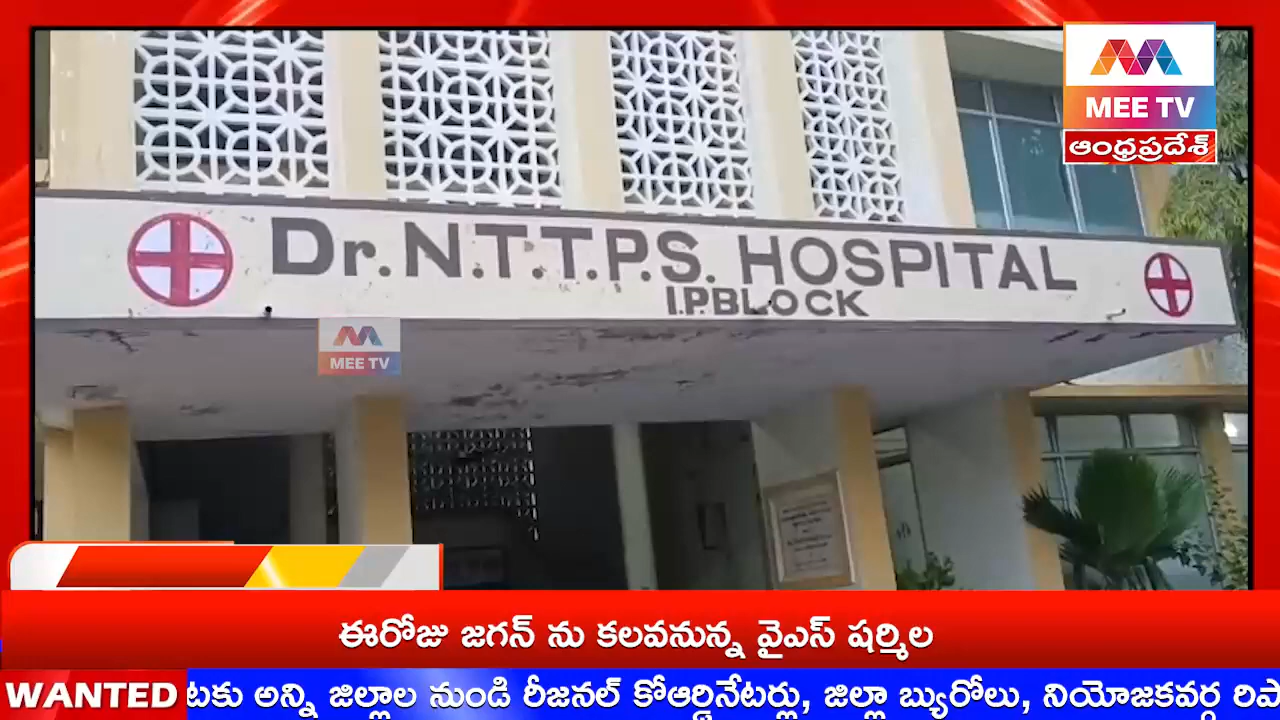 MEE TV
ఆంధ్రప్రదేశ్
Dr. N.T.T.P.S. HOSPITAL
I.P. BLOCK
MEE TV
ఈరోజు జగన్ ను కలవనున్న వైఎస్ షర్మిల
WANTED
టకు అన్ని జిల్లాల నుండి రీజనల్ కోఆర్డినేటర్లు, జిల్లా బ్యురోలు, నియోజకవర్గ రిపా